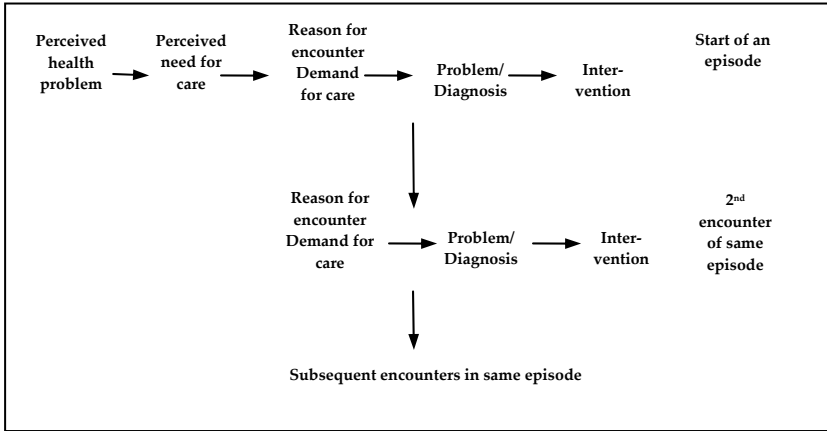 Perceived
health
problem
Perceived
need for
care
Reason for
encounter
Demand
for care
Problem/
Diagnosis
Inter-
vention
Start of an
episode
Reason for
encounter
Demand for
care
Problem/
Diagnosis
Inter-
vention
2nd
encounter
of same
episode
Subsequent encounters in same episode